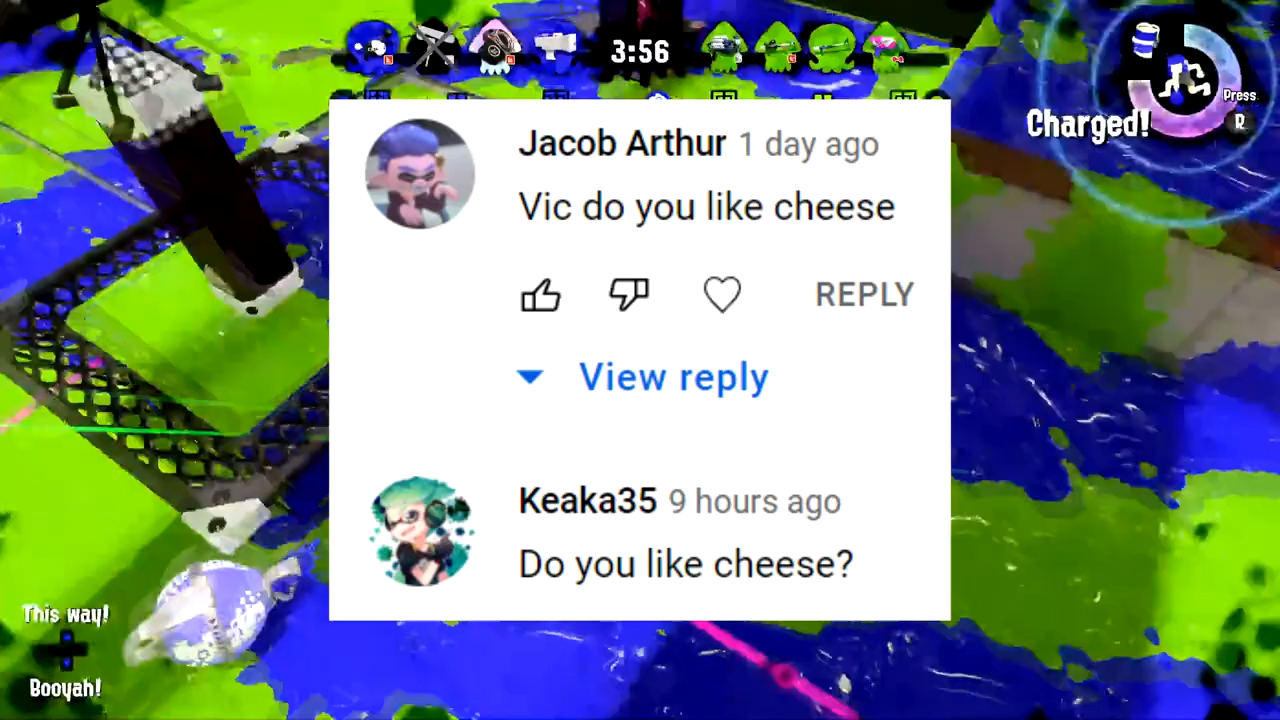 3:56
Press
R
Charged!
Jacob Arthur 1 day ago
Vic do you like cheese
REPLY
View reply
Keaka35 9 hours ago
Do you like cheese?
This way!
Booyah!